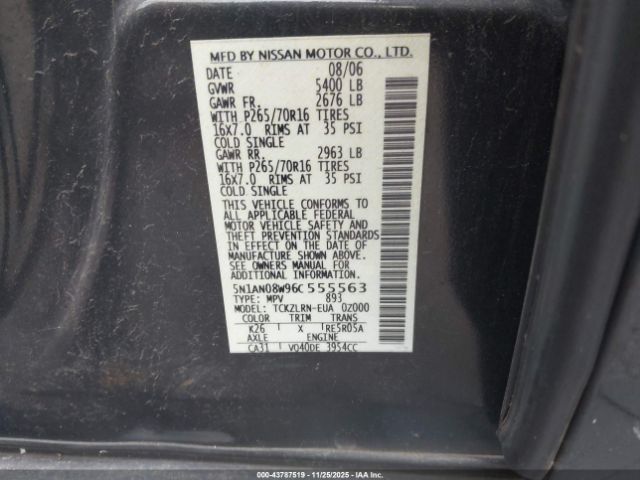 MFD BY NISSAN MOTOR CO., LTD.
DATE 08/06
GVWR 5400 LB
GAWR FR. 2676 LB
WITH P265/70R16 TIRES
16X7.0 RIMS AT 35 PSI
COLD SINGLE
GAWR RR. 2963 LB
WITH P265/70R16 TIRES
16X7.0 RIMS AT 35 PSI
COLD SINGLE
THIS VEHICLE CONFORMS TO
ALL APPLICABLE FEDERAL
MOTOR VEHICLE SAFETY AND
THEFT PREVENTION STANDARDS
IN EFFECT ON THE DATE OF
MANUFACTURE SHOWN ABOVE.
SEE OWNERS MANUAL FOR
ADDITIONAL INFORMATION.
5N1AN08W96C555563
TYPE: MPV 893
MODEL: TCKZLRN-EUA 0Z000
COLOR TRIM TRANS
K26 X RE5R05A
AXLE ENGINE
CA31 VQ40DE 3954CC
© IAA Holdings, LLC
© 43787519 | 11/25/2025 - IAAI.com